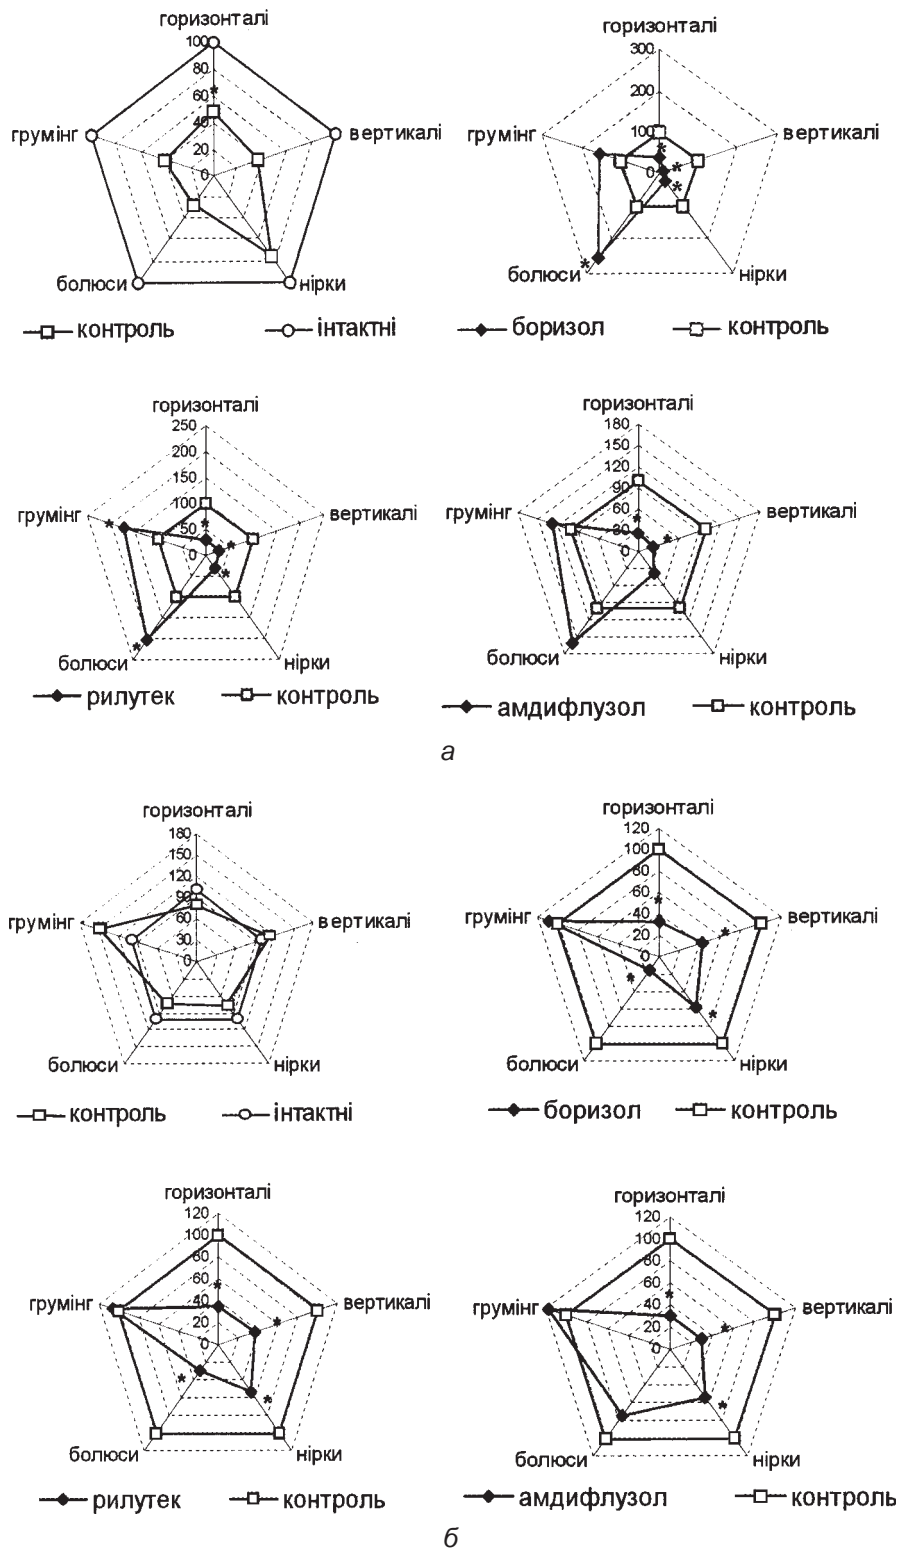 горизонталі
100
80
60
*
40
20
0
грумінг
вертикалі
болюси
нірки
контроль
інтактні
горизонталі
300
200
100
*
0
*
*
*
грумінг
вертикалі
болюси
нірки
боризол
контроль
горизонталі
250
200
150
100
50
0
*
*
*
*
*
грумінг
вертикалі
болюси
нірки
рилутек
контроль
горизонталі
180
150
120
90
60
30
0
*
*
грумінг
вертикалі
болюси
нірки
амдифлузол
контроль
а
горизонталі
180
150
120
90
60
30
0
грумінг
вертикалі
болюси
нірки
контроль
інтактні
горизонталі
120
100
80
60
40
20
0
*
*
*
*
грумінг
вертикалі
болюси
нірки
боризол
контроль
горизонталі
120
100
80
60
40
20
0
*
*
*
*
грумінг
вертикалі
болюси
нірки
рилутек
контроль
горизонталі
120
100
80
60
40
20
0
*
*
*
грумінг
вертикалі
болюси
нірки
амдифлузол
контроль
б